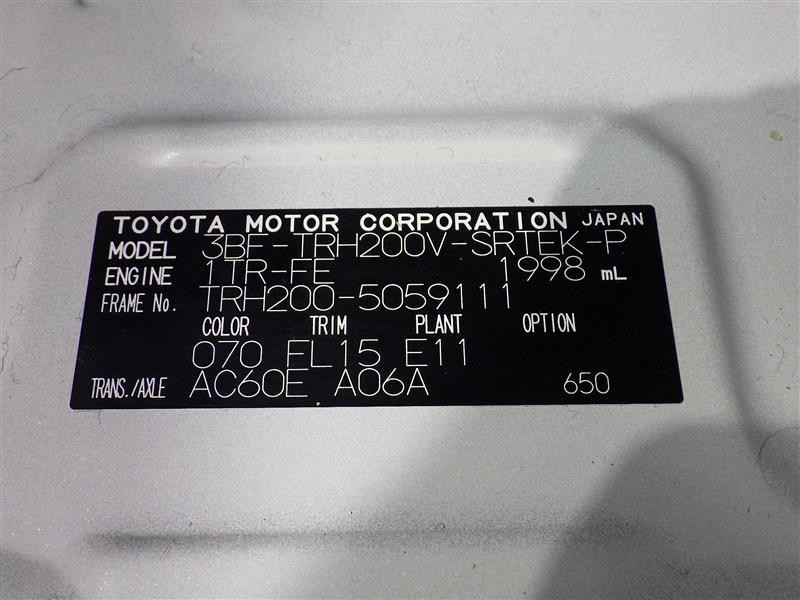 TOYOTA MOTOR CORPORATION JAPAN
MODEL 3BF-TRH200V-SRTEK-P
ENGINE 1TR-FE 1998 mL
FRAME No. TRH200-5059111
COLOR TRIM PLANT OPTION
070 FL15 E11
TRANS./AXLE AC60E A06A 650